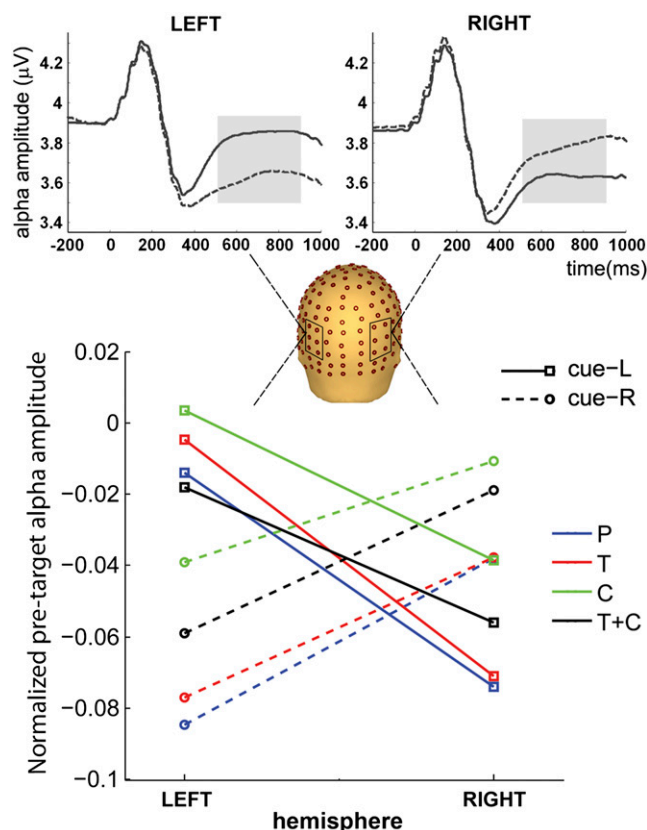 LEFT RIGHT
alpha amplitude (μV)
4.2 4.2
4 4
3.8 3.8
3.6 3.6
3.4 3.4
-200 0 200 400 600 800 1000 -200 0 200 400 600 800 1000
time(ms)
Normalized pre-target alpha amplitude
0.02
0
−0.02
−0.04
−0.06
−0.08
−0.1
cue−L
cue−R
P
T
C
T+C
LEFT RIGHT
hemisphere